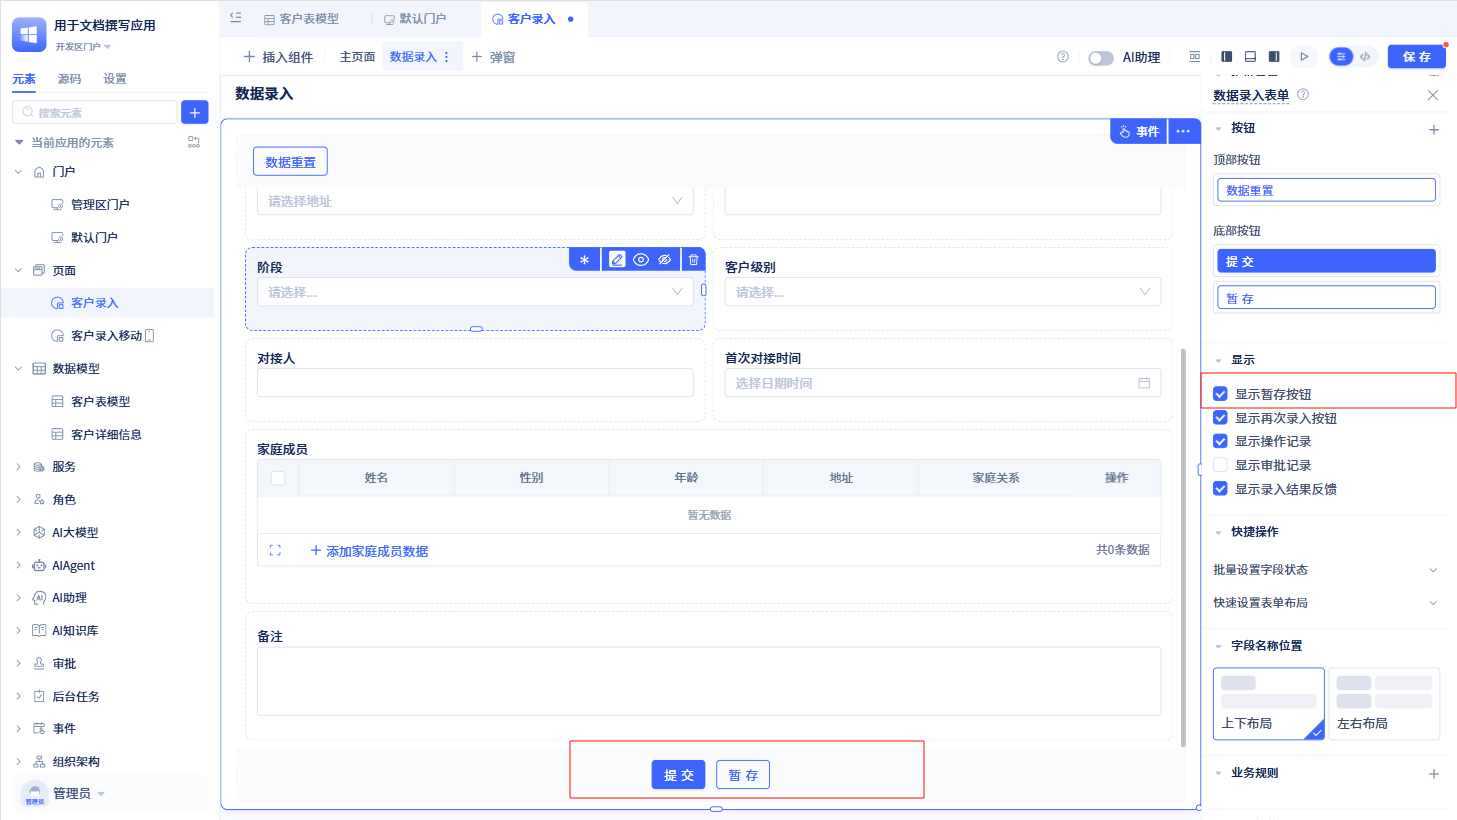 用于文档撰写应用
开发区门户
元素 源码 设置
搜索元素
当前应用的元素
门户
管理区门户
默认门户
页面
客户录入
客户录入移动
数据模型
客户表模型
客户详细信息
服务
角色
AI大模型
AIAgent
AI助理
AI知识库
审批
后台任务
事件
组织架构
管理员
管理员
客户表模型 默认门户 客户录入
插入组件 主页面 数据录入 弹窗 AI助理 保 存
数据录入
事件
数据重置
请选择地址
阶段
请选择...
客户级别
请选择...
对接人
首次对接时间
选择日期时间
家庭成员
姓名 性别 年龄 地址 家庭关系 操作
暂无数据
添加家庭成员数据 共0条数据
备注
提 交 暂 存
数据录入表单
按钮
顶部按钮
数据重置
底部按钮
提 交
暂 存
显示
显示暂存按钮
显示再次录入按钮
显示操作记录
显示审批记录
显示录入结果反馈
快捷操作
批量设置字段状态
快速设置表单布局
字段名称位置
上下布局 左右布局
业务规则